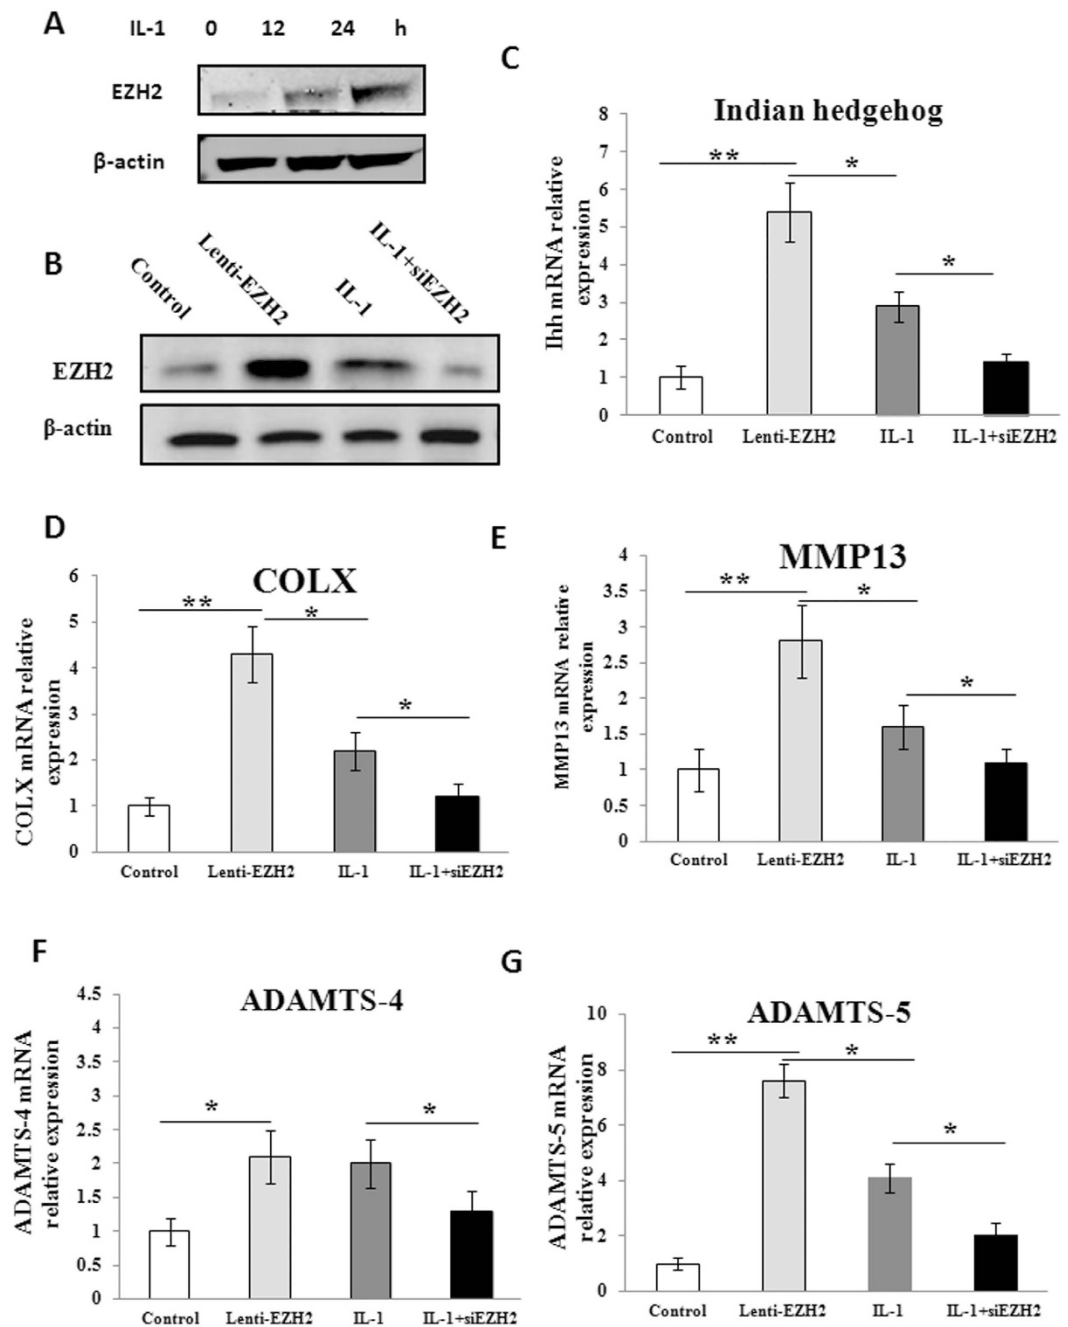 A
IL-1 0 12 24 h
EZH2
β-actin
B
Control
Lenti-EZH2
IL-1
IL-1+siEZH2
EZH2
β-actin
C
Indian hedgehog
Ihh mRNA relative
expression
8
7
6
5
4
3
2
1
0
**
*
*
Control Lenti-EZH2 IL-1 IL-1+siEZH2
D
COLX
COLX mRNA relative
expression
6
5
4
3
2
1
0
**
*
*
Control Lenti-EZH2 IL-1 IL-1+siEZH2
E
MMP13
MMP13 mRNA relative
expression
4
3.5
3
2.5
2
1.5
1
0.5
0
**
*
*
Control Lenti-EZH2 IL-1 IL-1+siEZH2
F
ADAMTS-4
ADAMTS-4 mRNA
relative expression
4.5
4
3.5
3
2.5
2
1.5
1
0.5
0
*
*
Control Lenti-EZH2 IL-1 IL-1+siEZH2
G
ADAMTS-5
ADAMTS-5 mRNA
relative expression
10
8
6
4
2
0
**
*
*
Control Lenti-EZH2 IL-1 IL-1+siEZH2